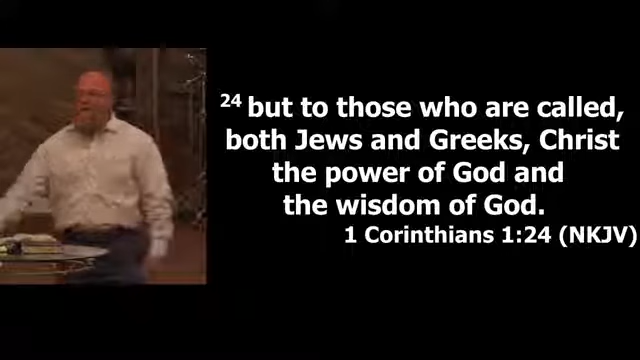 24 but to those who are called,
both Jews and Greeks, Christ
the power of God and
the wisdom of God.
1 Corinthians 1:24 (NKJV)